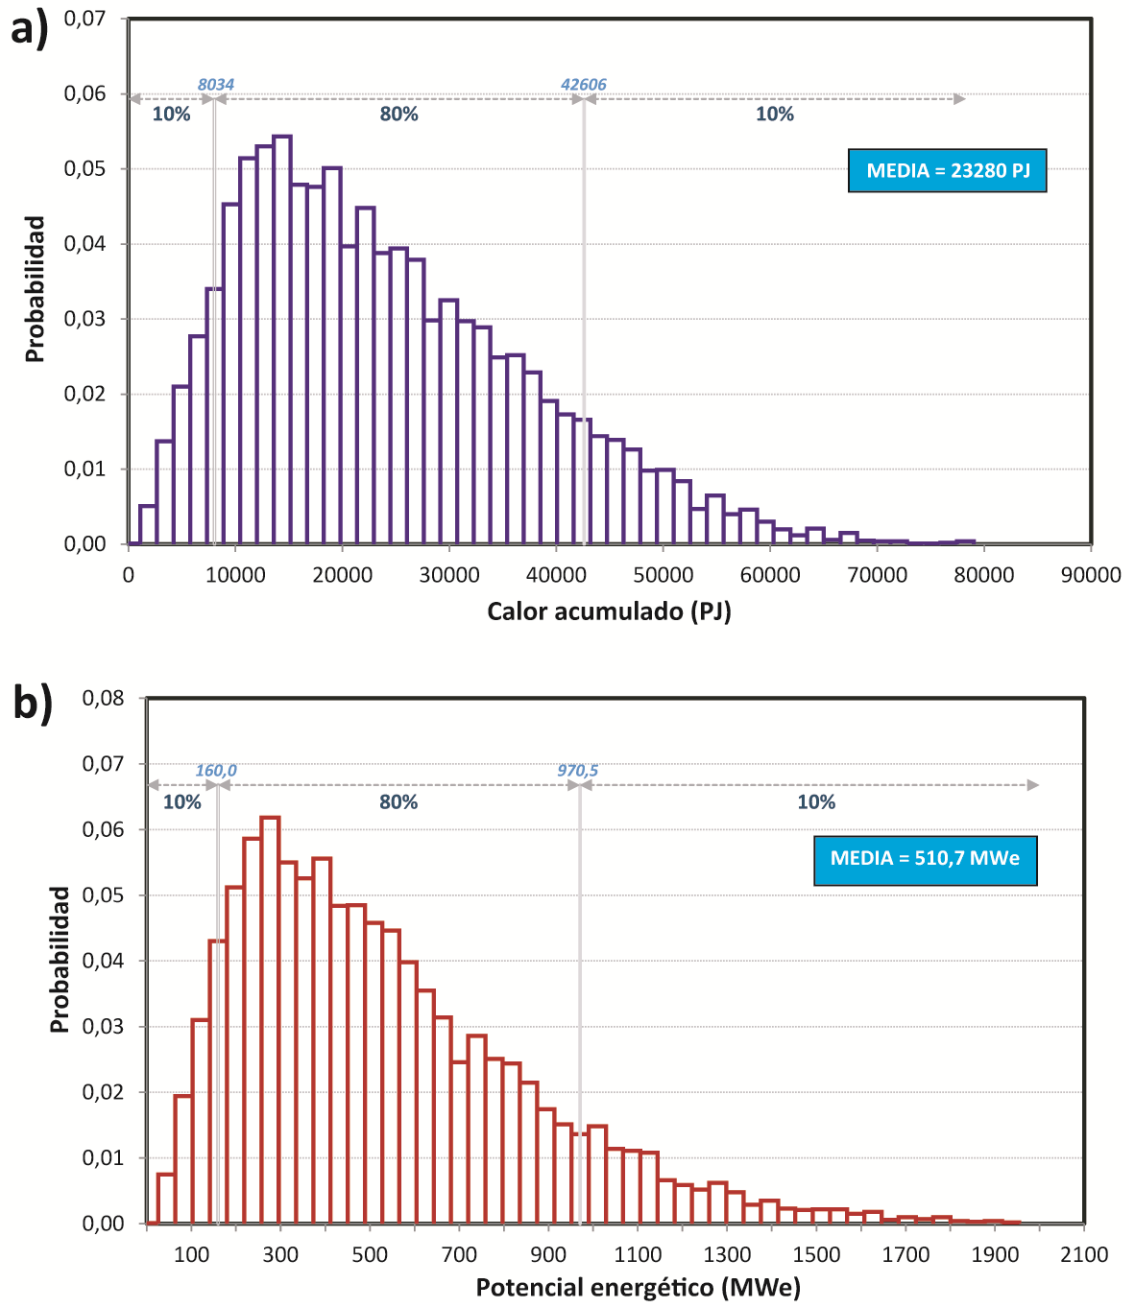 a)
0,07
0,06
0,05
0,04
0,03
0,02
0,01
0,00
Probabilidad
8034
42606
10%
80%
10%
MEDIA = 23280 PJ
0 10000 20000 30000 40000 50000 60000 70000 80000 90000
Calor acumulado (PJ)
b)
0,08
0,07
0,06
0,05
0,04
0,03
0,02
0,01
0,00
Probabilidad
160,0
970,5
10%
80%
10%
MEDIA = 510,7 MWe
100 300 500 700 900 1100 1300 1500 1700 1900 2100
Potencial energético (MWe)